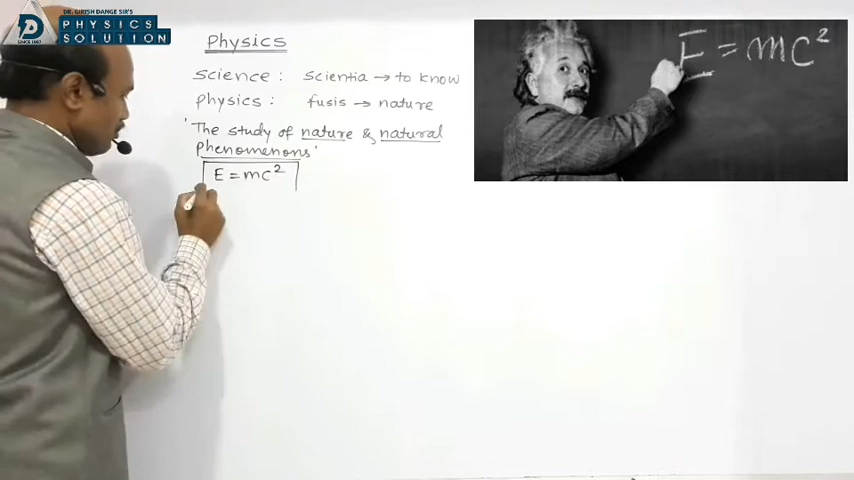 DR. GIRISH DANGE SIR'S
PHYSICS
SOLUTION
SINCE 1997
Physics
Science : Scientia → to know
Physics : fusis → nature
'The study of nature & natural
phenomenons'
E = mc²
E = mc²